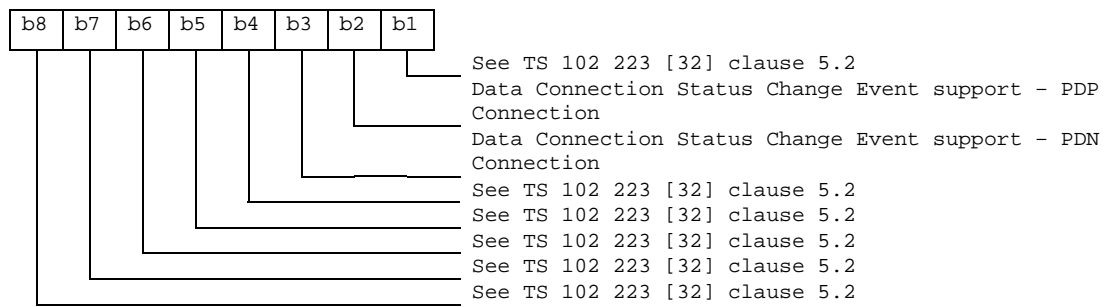 b8 b7 b6 b5 b4 b3 b2 b1
See TS 102 223 [32] clause 5.2
Data Connection Status Change Event support – PDP
Connection
Data Connection Status Change Event support – PDN
Connection
See TS 102 223 [32] clause 5.2
See TS 102 223 [32] clause 5.2
See TS 102 223 [32] clause 5.2
See TS 102 223 [32] clause 5.2
See TS 102 223 [32] clause 5.2